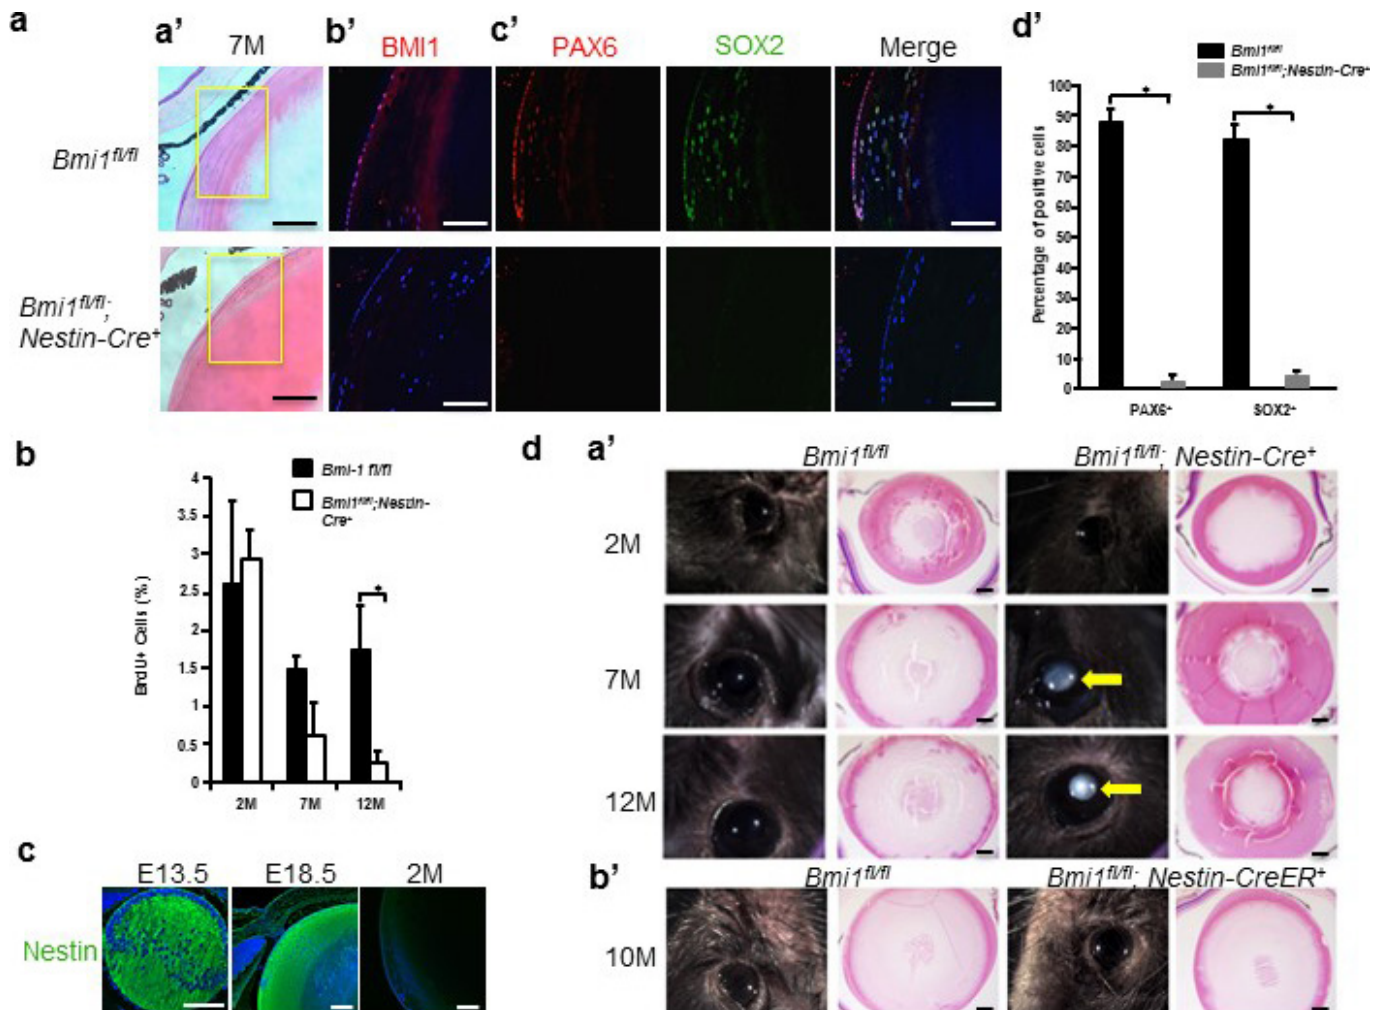 a
a'
7M
b'
BMI1
c'
PAX6
SOX2
Merge
d'
Bmi1fl/fl
Bmi1fl/fl;
Nestin-Cre+
Bmi1fl/fl
Bmi1fl/fl;Nestin-Cre+
Percentage of positive cells
100
90
80
70
60
50
40
30
20
10
0
*
*
PAX6+
SOX2+
b
Bmi-1 fl/fl
Bmi1fl/fl;Nestin-
Cre+
BrdU+ Cells (%)
4
3.5
3
2.5
2
1.5
1
0.5
0
*
2M
7M
12M
c
E13.5
E18.5
2M
Nestin
d
a'
Bmi1fl/fl
Bmi1fl/fl; Nestin-Cre+
2M
7M
12M
b'
Bmi1fl/fl
Bmi1fl/fl; Nestin-CreER+
10M